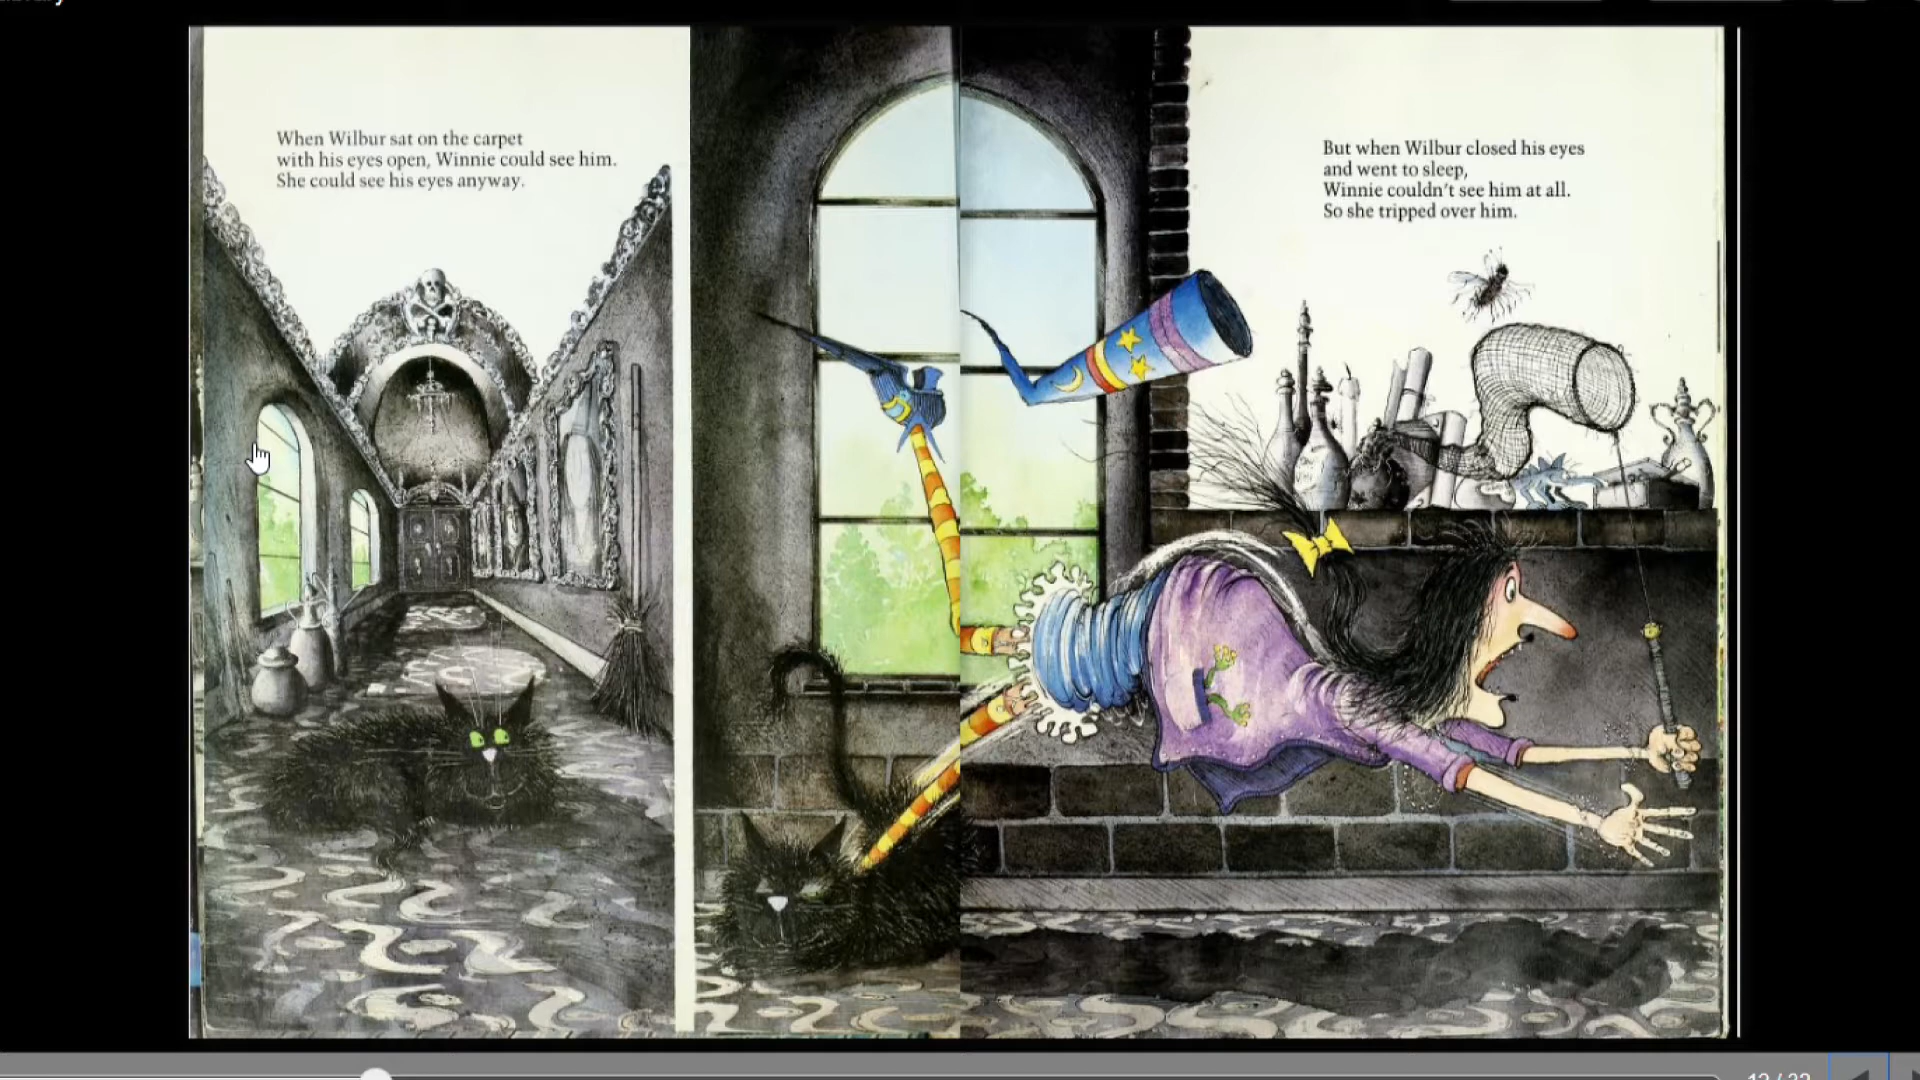 When Wilbur sat on the carpet
with his eyes open, Winnie could see him.
She could see his eyes anyway.
But when Wilbur closed his eyes
and went to sleep,
Winnie couldn't see him at all.
So she tripped over him.